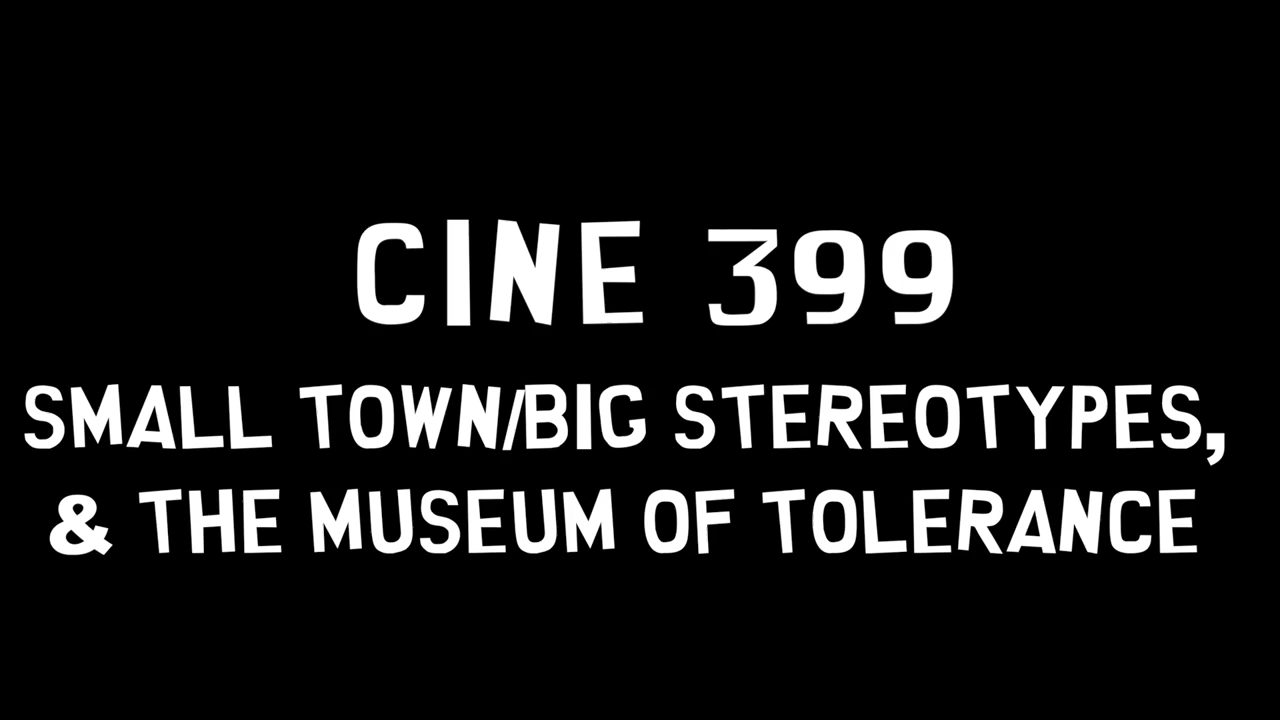 CINE 399
SMALL TOWN/BIG STEREOTYPES,
& THE MUSEUM OF TOLERANCE